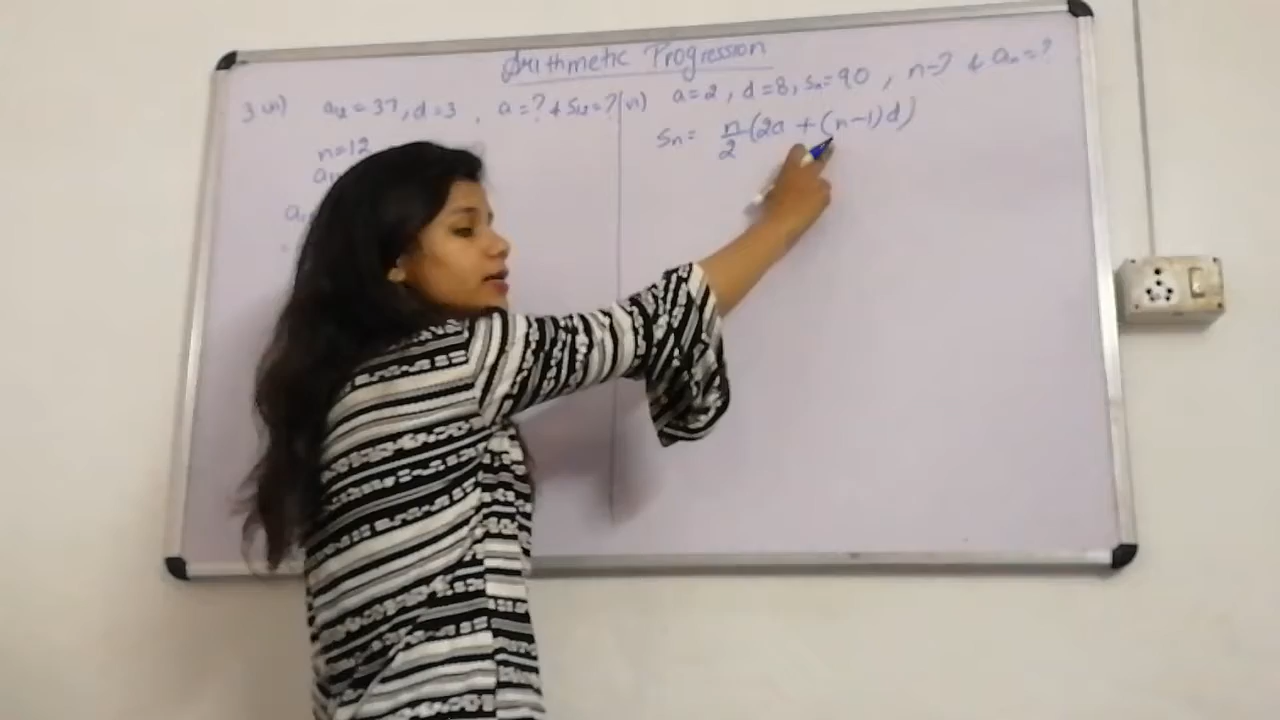 Arithmetic Progression
3 a₁₂ = 37, d = 3, a = ? & S₁₂ = ?
n = 12
vi) a = 2, d = 8, Sn = 90, n → ? & an = ?
Sn = n/2 (2a + (n-1)d)